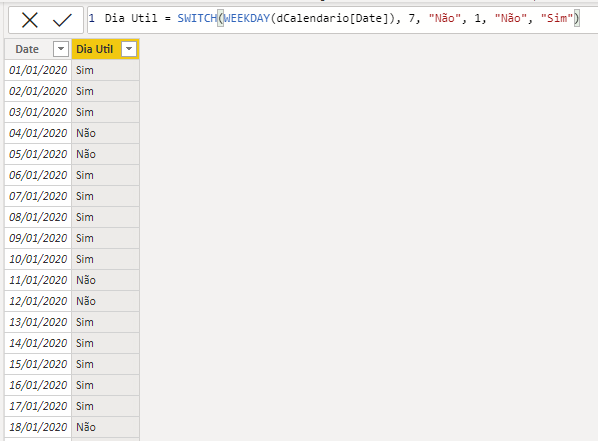 1 Dia Util = SWITCH(WEEKDAY(dCalendario[Date]), 7, "Não", 1, "Não", "Sim")
Date Dia Util
01/01/2020 Sim
02/01/2020 Sim
03/01/2020 Sim
04/01/2020 Não
05/01/2020 Não
06/01/2020 Sim
07/01/2020 Sim
08/01/2020 Sim
09/01/2020 Sim
10/01/2020 Sim
11/01/2020 Não
12/01/2020 Não
13/01/2020 Sim
14/01/2020 Sim
15/01/2020 Sim
16/01/2020 Sim
17/01/2020 Sim
18/01/2020 Não